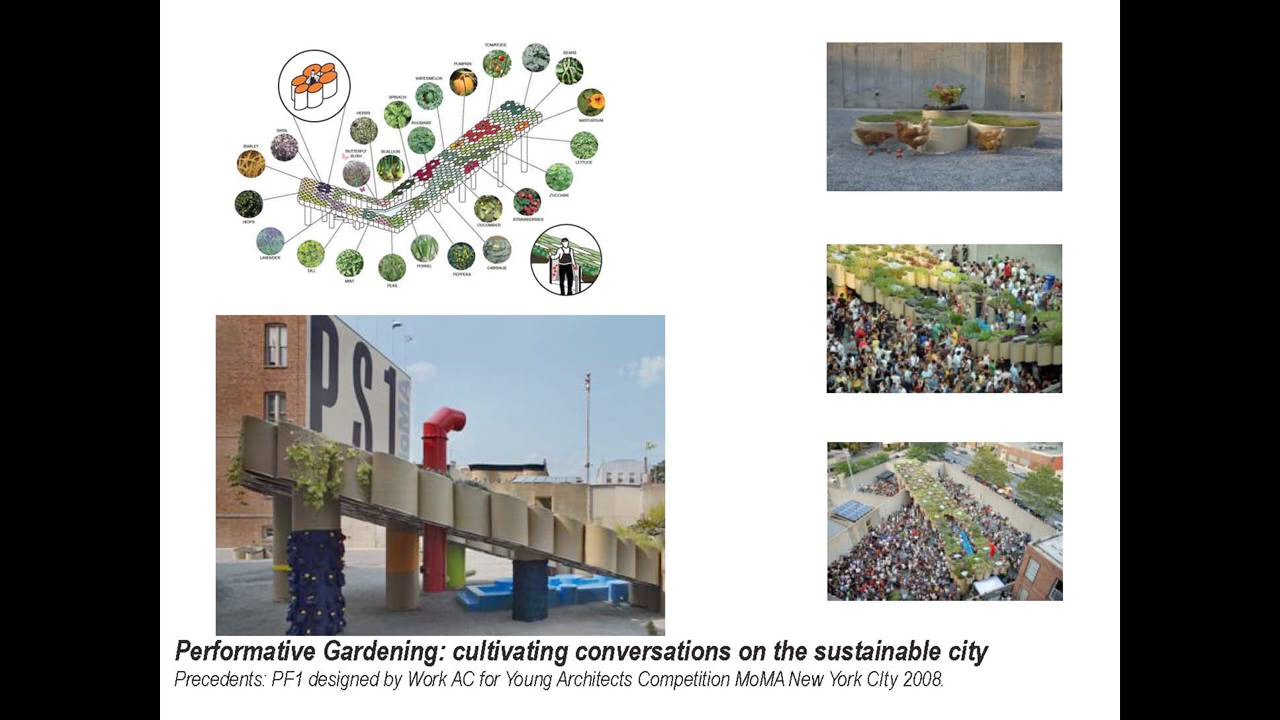 TOMATOES
BEANS
PUMPKIN
WATERMELON
SPINACH
NASTURTIUM
HERBS
RHUBARB
BASIL
LETTUCE
BUTTERFLY
BUSH
SCALLION
BARLEY
ZUCCHINI
STRAWBERRIES
HOPS
CUCUMBER
LAVENDER
DILL
MINT
PEAS
FENNEL
PEPPERS
CABBAGE
PS1
MoMA
Performative Gardening: cultivating conversations on the sustainable city
Precedents: PF1 designed by Work AC for Young Architects Competition MoMA New York CIty 2008.